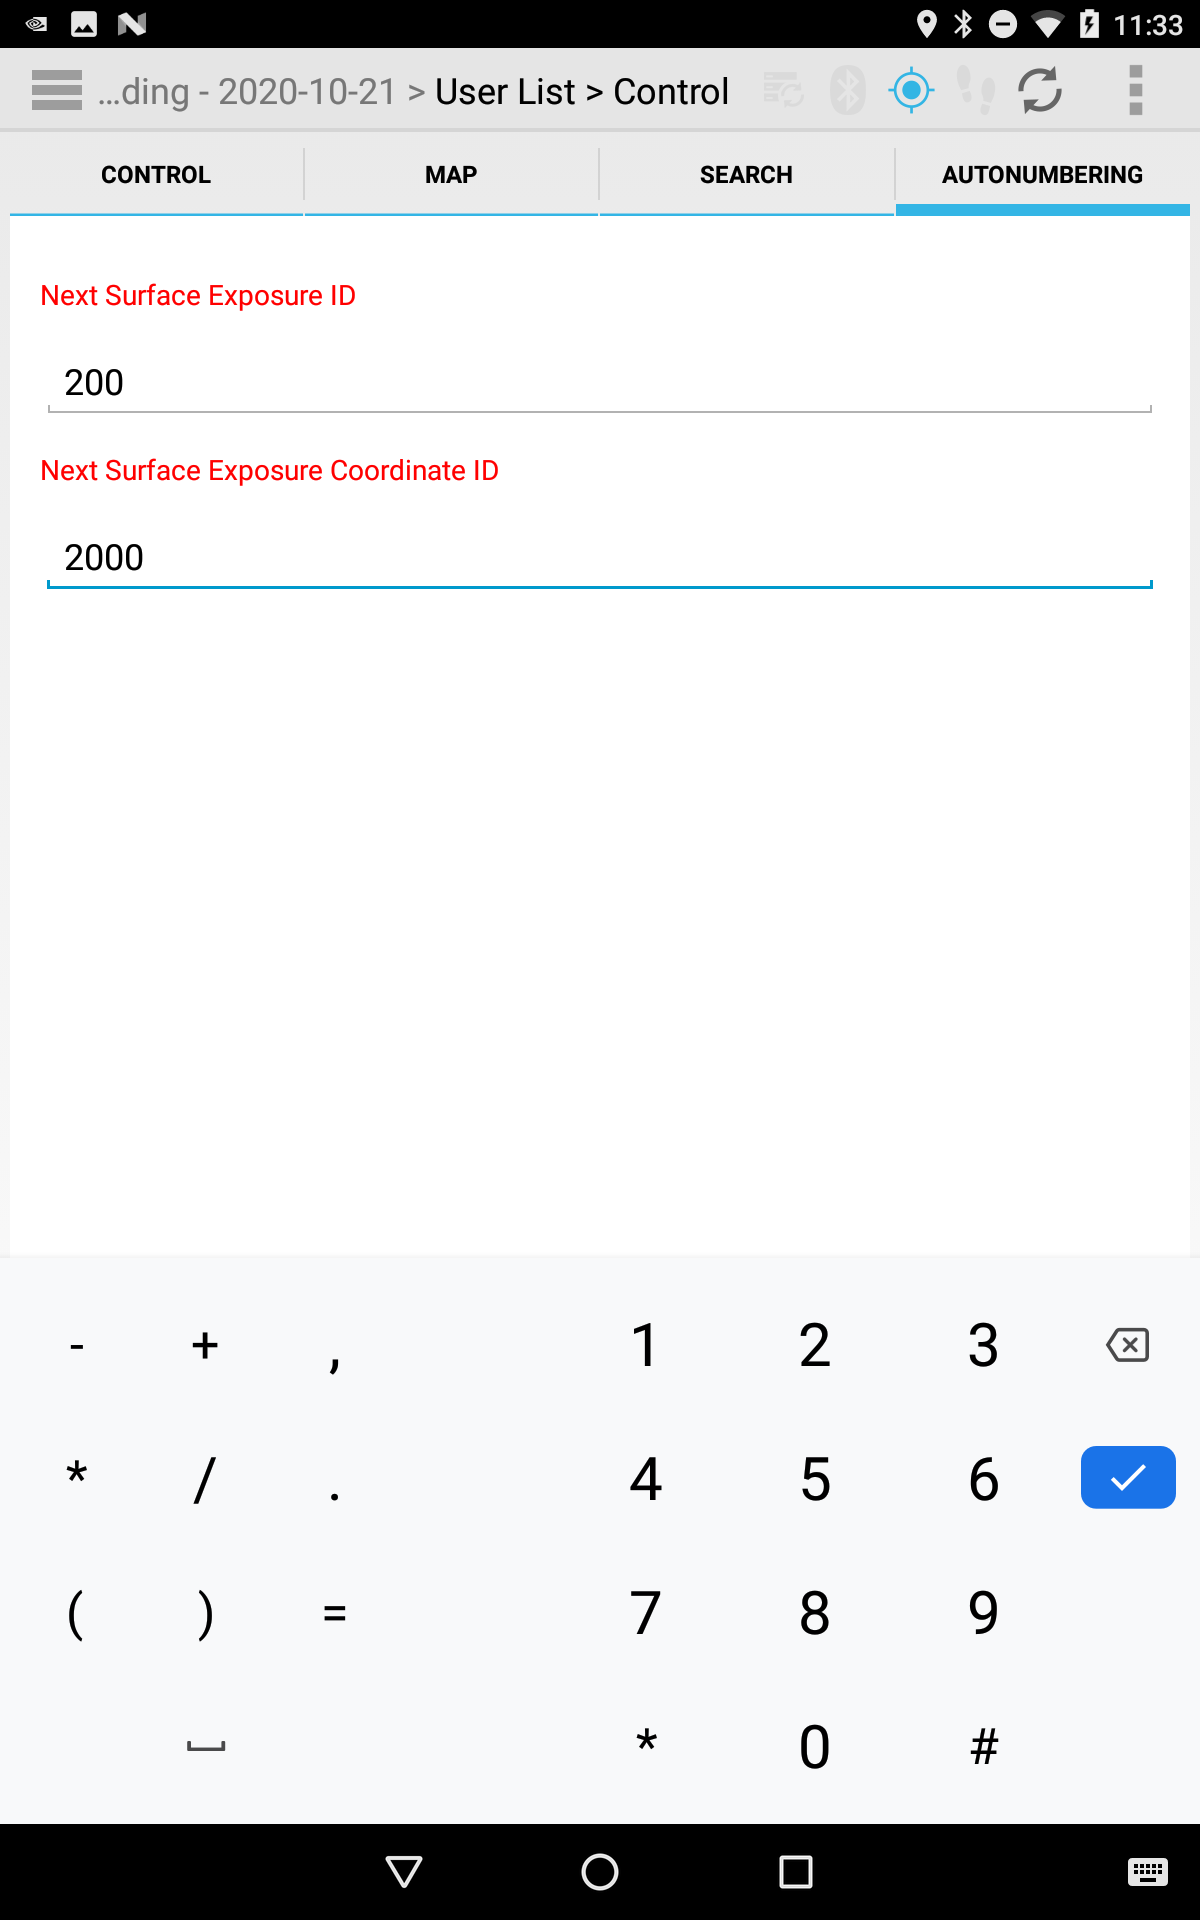 11:33
...ding - 2020-10-21 > User List > Control
CONTROL MAP SEARCH AUTONUMBERING
Next Surface Exposure ID
200
Next Surface Exposure Coordinate ID
2000
- + , 1 2 3
* / . 4 5 6
( ) = 7 8 9
* 0 #